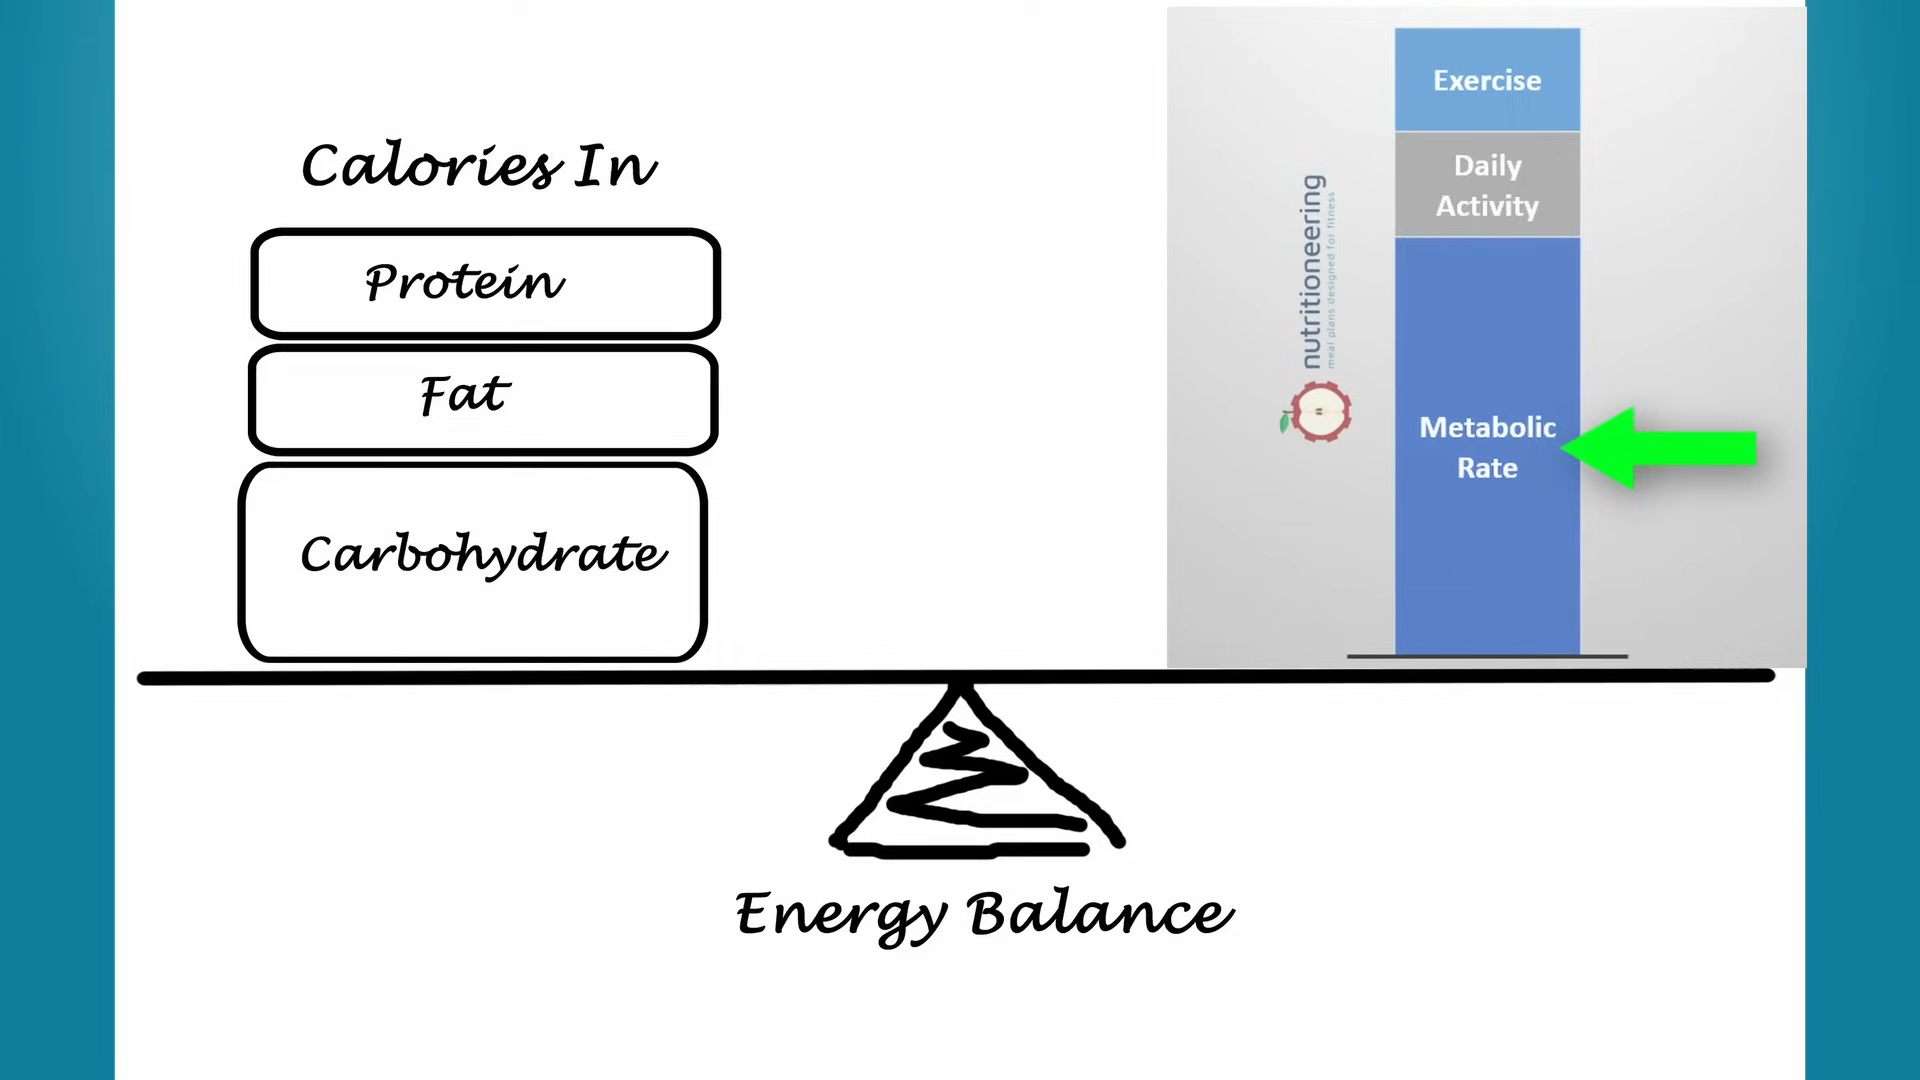 Calories In
Protein
Fat
Carbohydrate
Exercise
Daily
Activity
Metabolic
Rate
nutritioneering
meal plans designed for fitness
Energy Balance